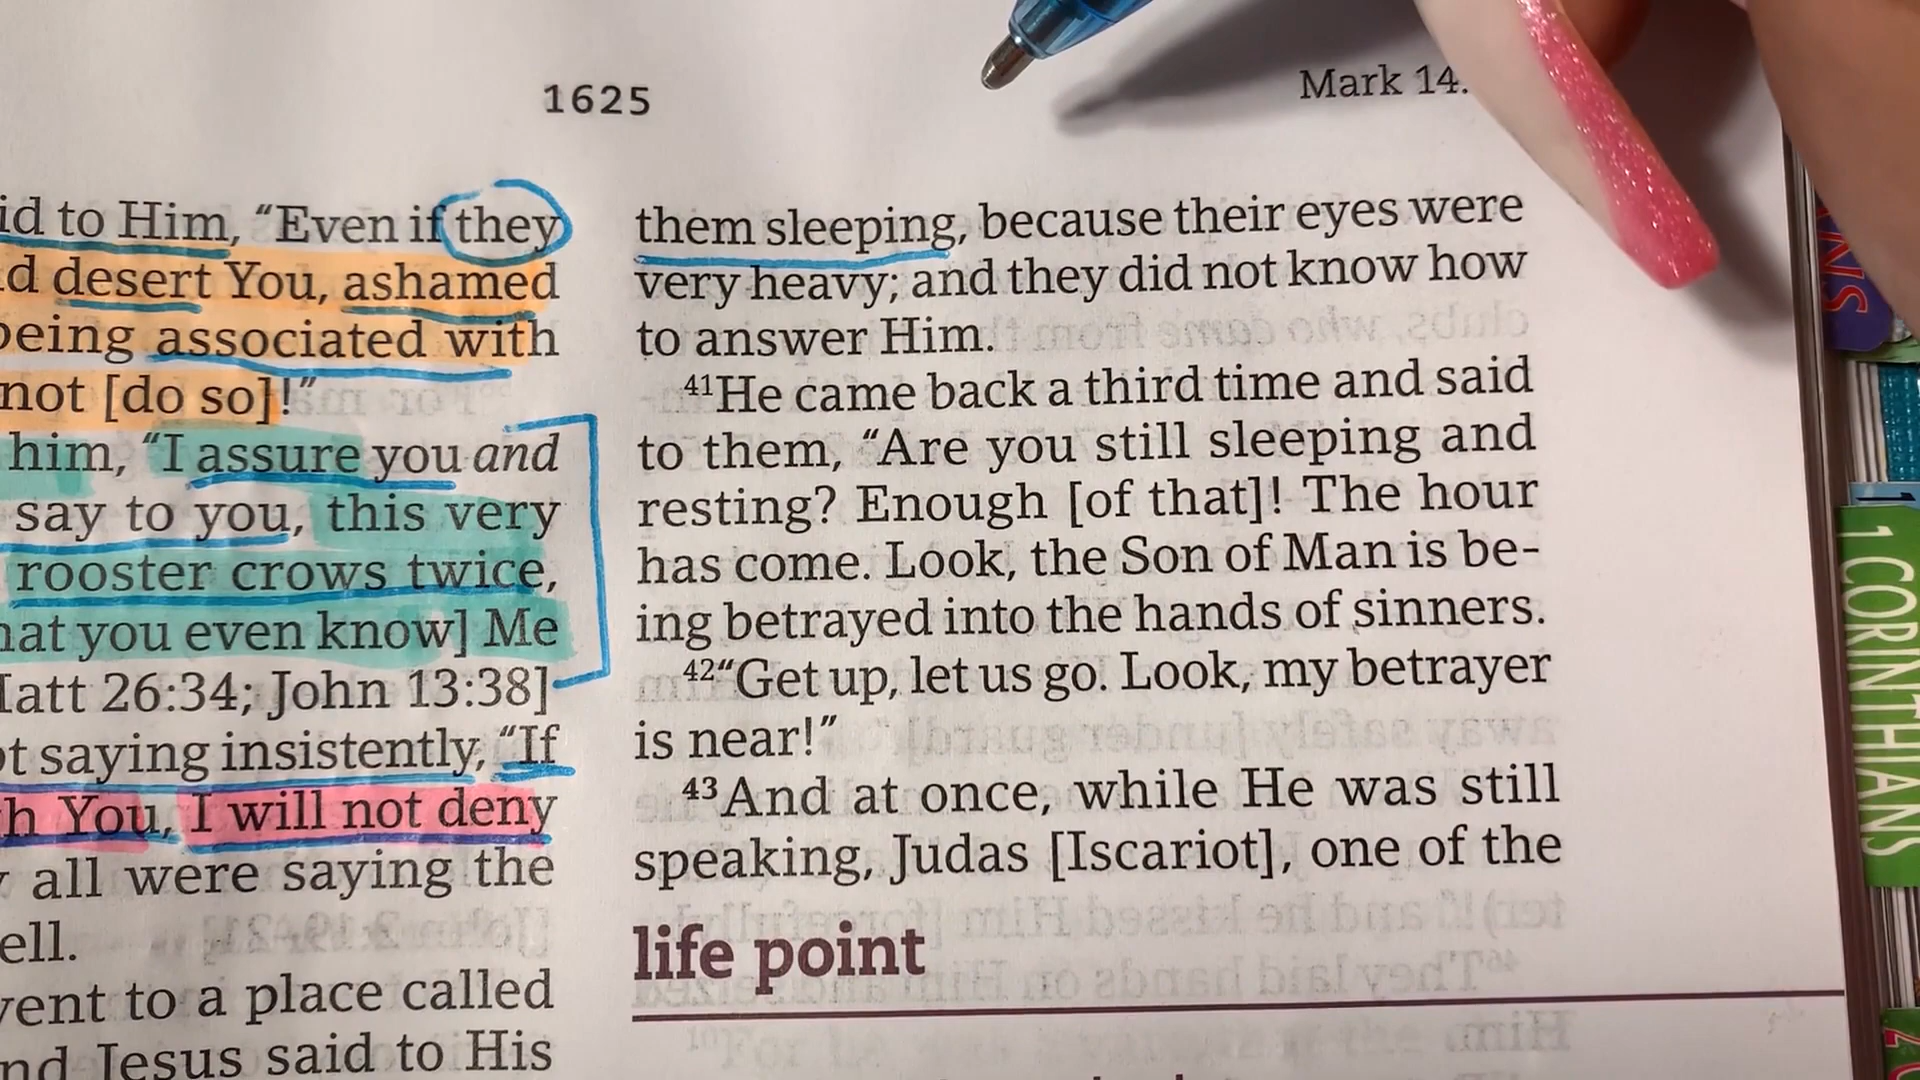 1625
Mark 14.
to Him, “Even if they
desert You, ashamed
being associated with
not [do so]!”
him, “I assure you and
say to you, this very
rooster crows twice,
you even know] Me
26:34; John 13:38]
saying insistently, “If
You, I will not deny
all were saying the
went to a place called
Jesus said to His
them sleeping, because their eyes were
very heavy; and they did not know how
to answer Him.
41He came back a third time and said
to them, “Are you still sleeping and
resting? Enough [of that]! The hour
has come. Look, the Son of Man is be-
ing betrayed into the hands of sinners.
42“Get up, let us go. Look, my betrayer
is near!”
43And at once, while He was still
speaking, Judas [Iscariot], one of the
life point
1 CORINTHIANS